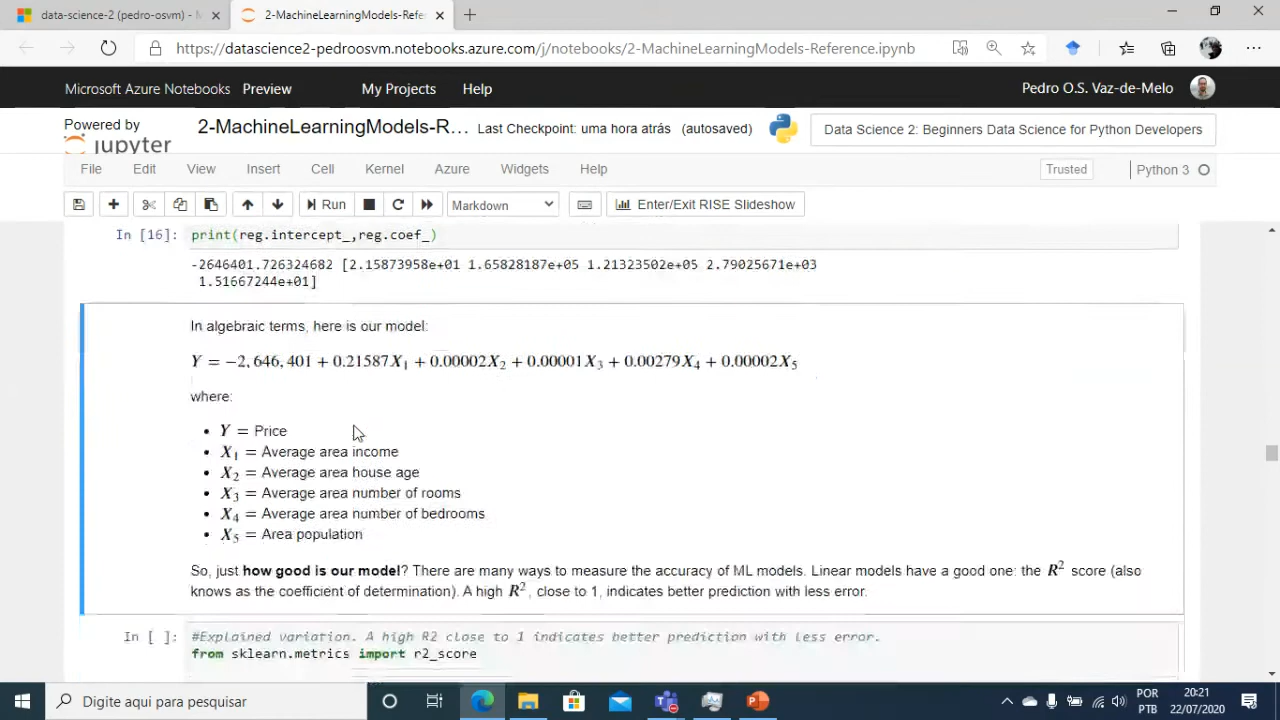 data-science-2 (pedro-osvm)
2-MachineLearningModels-Refe
https://datascience2-pedroosvm.notebooks.azure.com/j/notebooks/2-MachineLearningModels-Reference.ipynb
Microsoft Azure Notebooks Preview My Projects Help Pedro O.S. Vaz-de-Melo
Powered by
jupyter
2-MachineLearningModels-R... Last Checkpoint: uma hora atrás (autosaved)
Data Science 2: Beginners Data Science for Python Developers
File Edit View Insert Cell Kernel Azure Widgets Help Trusted Python 3
Run Markdown Enter/Exit RISE Slideshow
In [16]: print(reg.intercept_,reg.coef_)
-2646401.726324682 [2.15873958e+01 1.65828187e+05 1.21323502e+05 2.79025671e+03
1.51667244e+01]
In algebraic terms, here is our model:
Y = −2, 646, 401 + 0.21587X₁ + 0.00002X₂ + 0.00001X₃ + 0.00279X₄ + 0.00002X₅
where:
• Y = Price
• X₁ = Average area income
• X₂ = Average area house age
• X₃ = Average area number of rooms
• X₄ = Average area number of bedrooms
• X₅ = Area population
So, just how good is our model? There are many ways to measure the accuracy of ML models. Linear models have a good one: the R² score (also
knows as the coefficient of determination). A high R², close to 1, indicates better prediction with less error.
In [ ]: #Explained variation. A high R2 close to 1 indicates better prediction with less error.
from sklearn.metrics import r2_score
Digite aqui para pesquisar
POR
PTB
20:21
22/07/2020